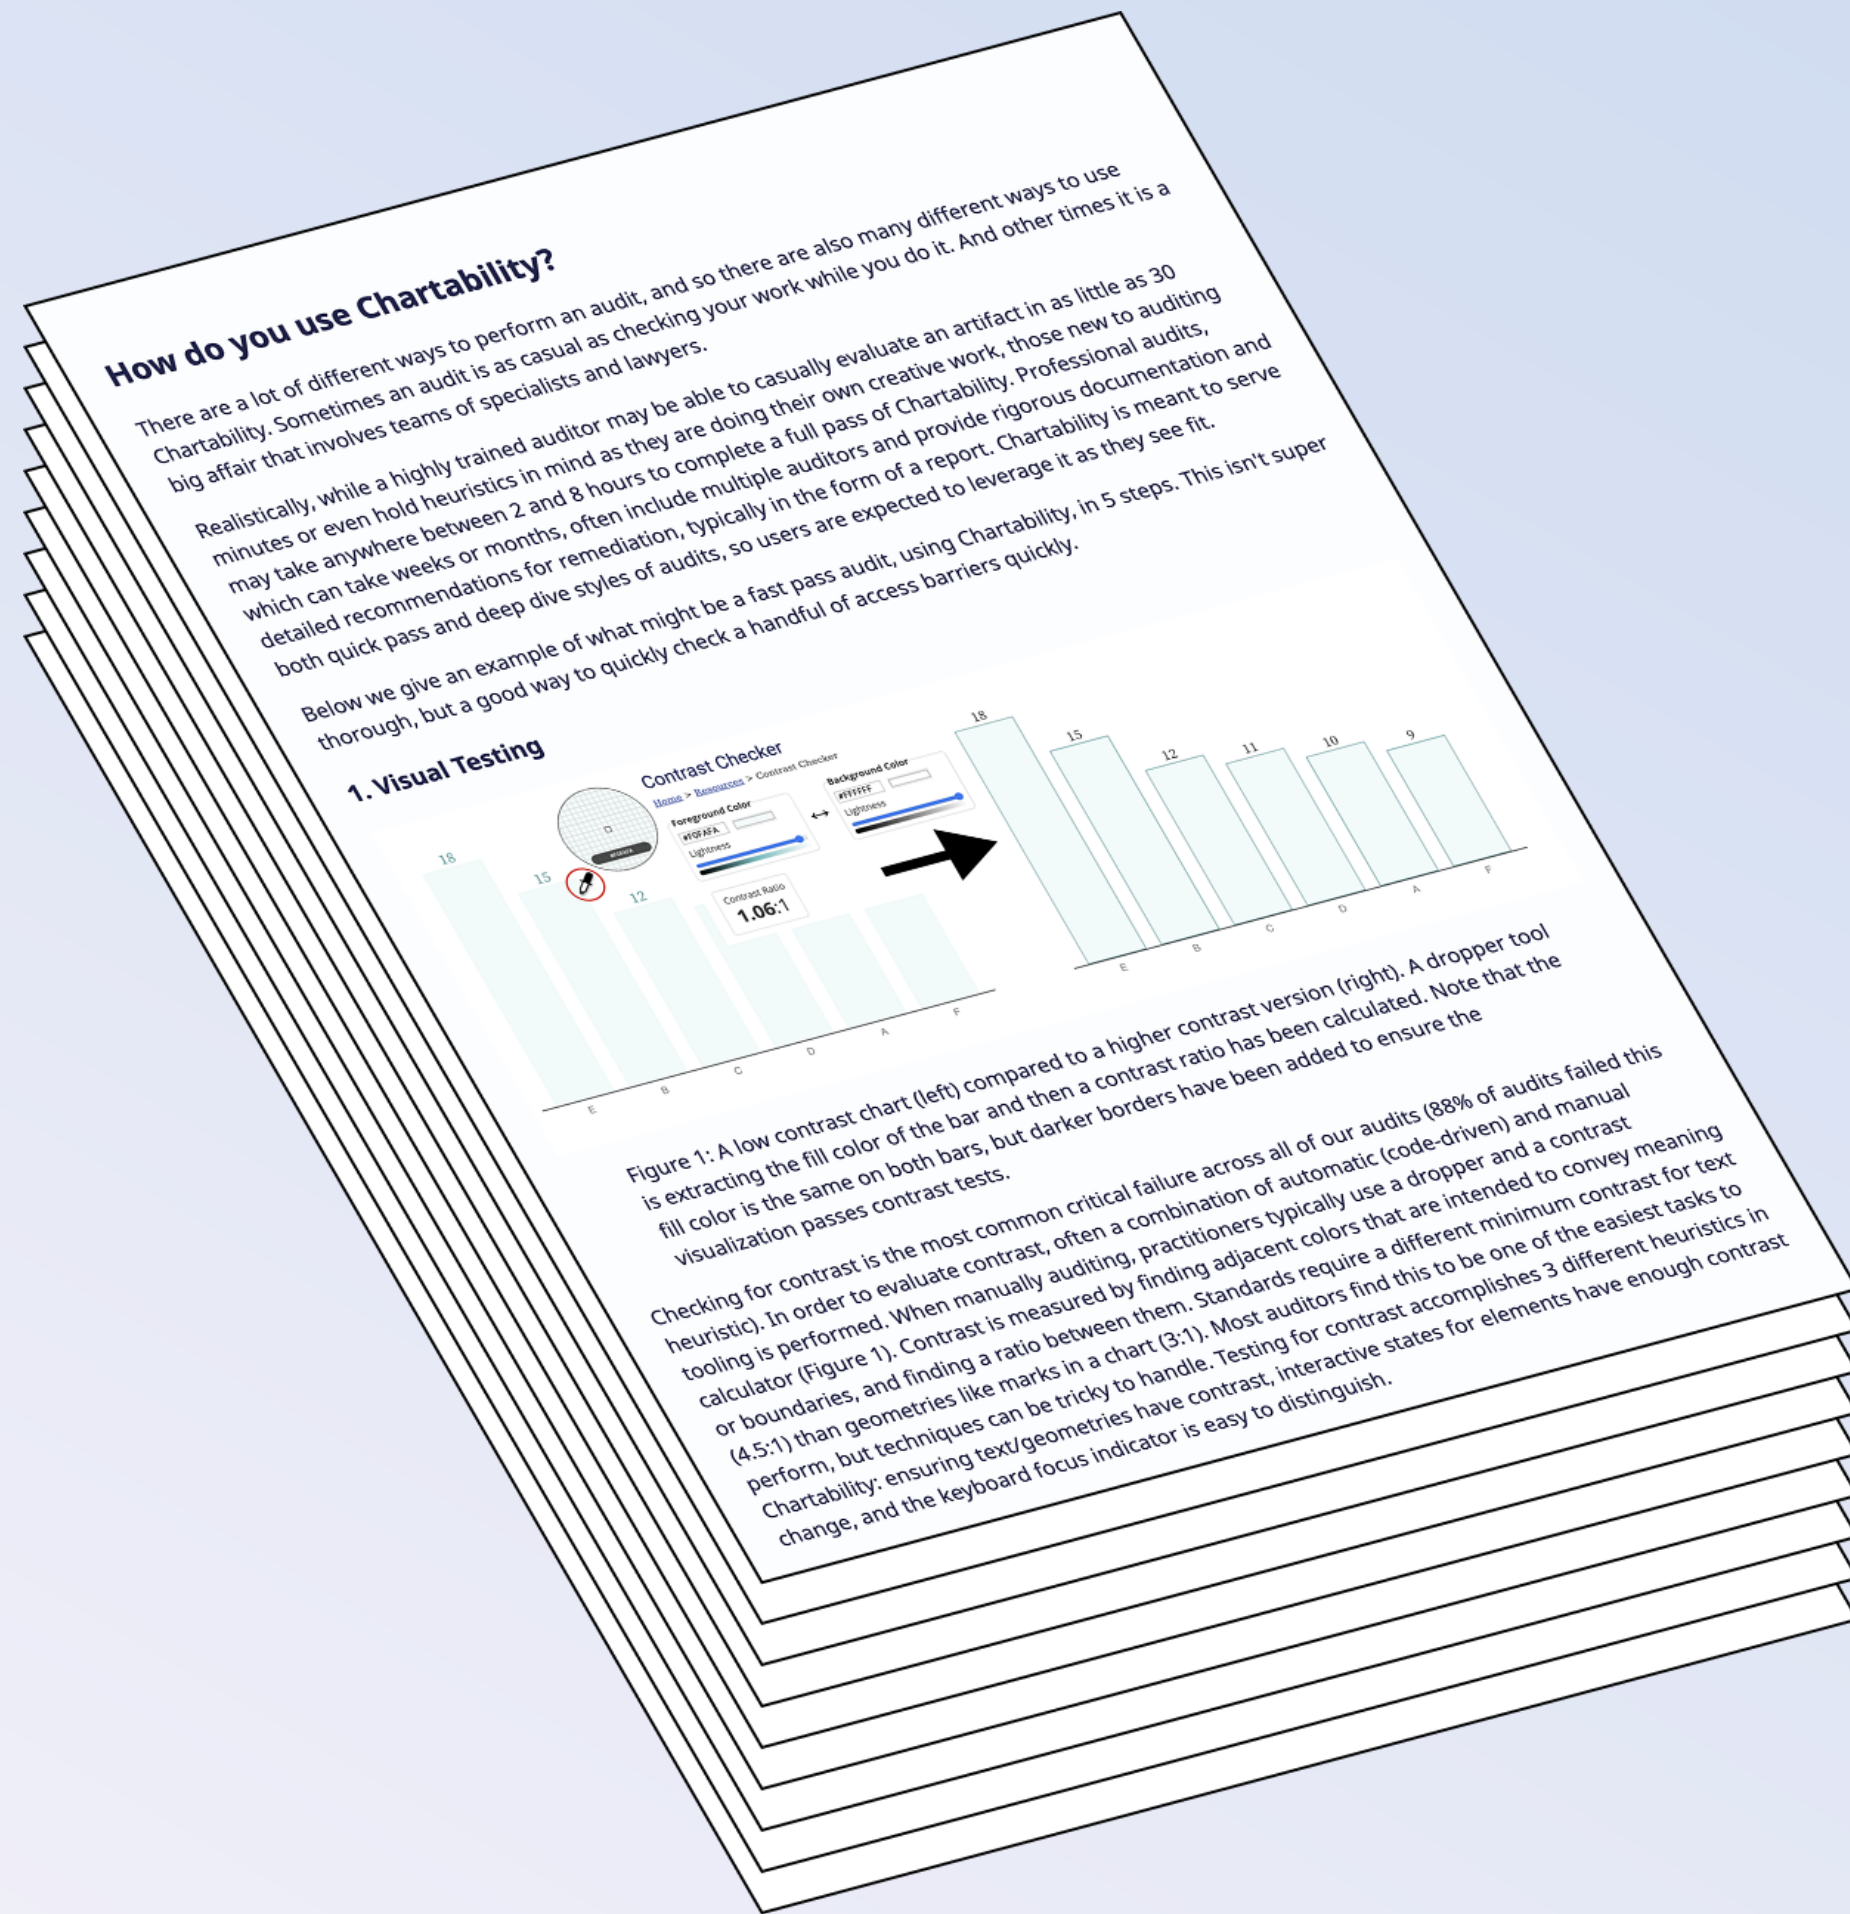 How do you use Chartability?
There are a lot of different ways to perform an audit, and so there are also many different ways to use
Chartability. Sometimes an audit is as casual as checking your work while you do it. And other times it is a
big affair that involves teams of specialists and lawyers.
Realistically, while a highly trained auditor may be able to casually evaluate an artifact in as little as 30
minutes or even hold heuristics in mind as they are doing their own creative work, those new to auditing
may take anywhere between 2 and 8 hours to complete a full pass of Chartability. Professional audits,
which can take weeks or months, often include multiple auditors and provide rigorous documentation and
detailed recommendations for remediation, typically in the form of a report. Chartability is meant to serve
both quick pass and deep dive styles of audits, so users are expected to leverage it as they see fit.
Below we give an example of what might be a fast pass audit, using Chartability, in 5 steps. This isn't super
thorough, but a good way to quickly check a handful of access barriers quickly.
1. Visual Testing
Contrast Checker
Home > Resources > Contrast Checker
Foreground Color
#F0FAFA
Lightness
Background Color
#FFFFFF
Lightness
Contrast Ratio
1.06:1
18
15
12
E
B
C
D
A
F
18
15
12
11
10
9
E
B
C
D
A
F
Figure 1: A low contrast chart (left) compared to a higher contrast version (right). A dropper tool
is extracting the fill color of the bar and then a contrast ratio has been calculated. Note that the
fill color is the same on both bars, but darker borders have been added to ensure the
visualization passes contrast tests.
Checking for contrast is the most common critical failure across all of our audits (88% of audits failed this
heuristic). In order to evaluate contrast, often a combination of automatic (code-driven) and manual
tooling is performed. When manually auditing, practitioners typically use a dropper and a contrast
calculator (Figure 1). Contrast is measured by finding adjacent colors that are intended to convey meaning
or boundaries, and finding a ratio between them. Standards require a different minimum contrast for text
(4.5:1) than geometries like marks in a chart (3:1). Most auditors find this to be one of the easiest tasks to
perform, but techniques can be tricky to handle. Testing for contrast accomplishes 3 different heuristics in
Chartability: ensuring text/geometries have contrast, interactive states for elements have enough contrast
change, and the keyboard focus indicator is easy to distinguish.